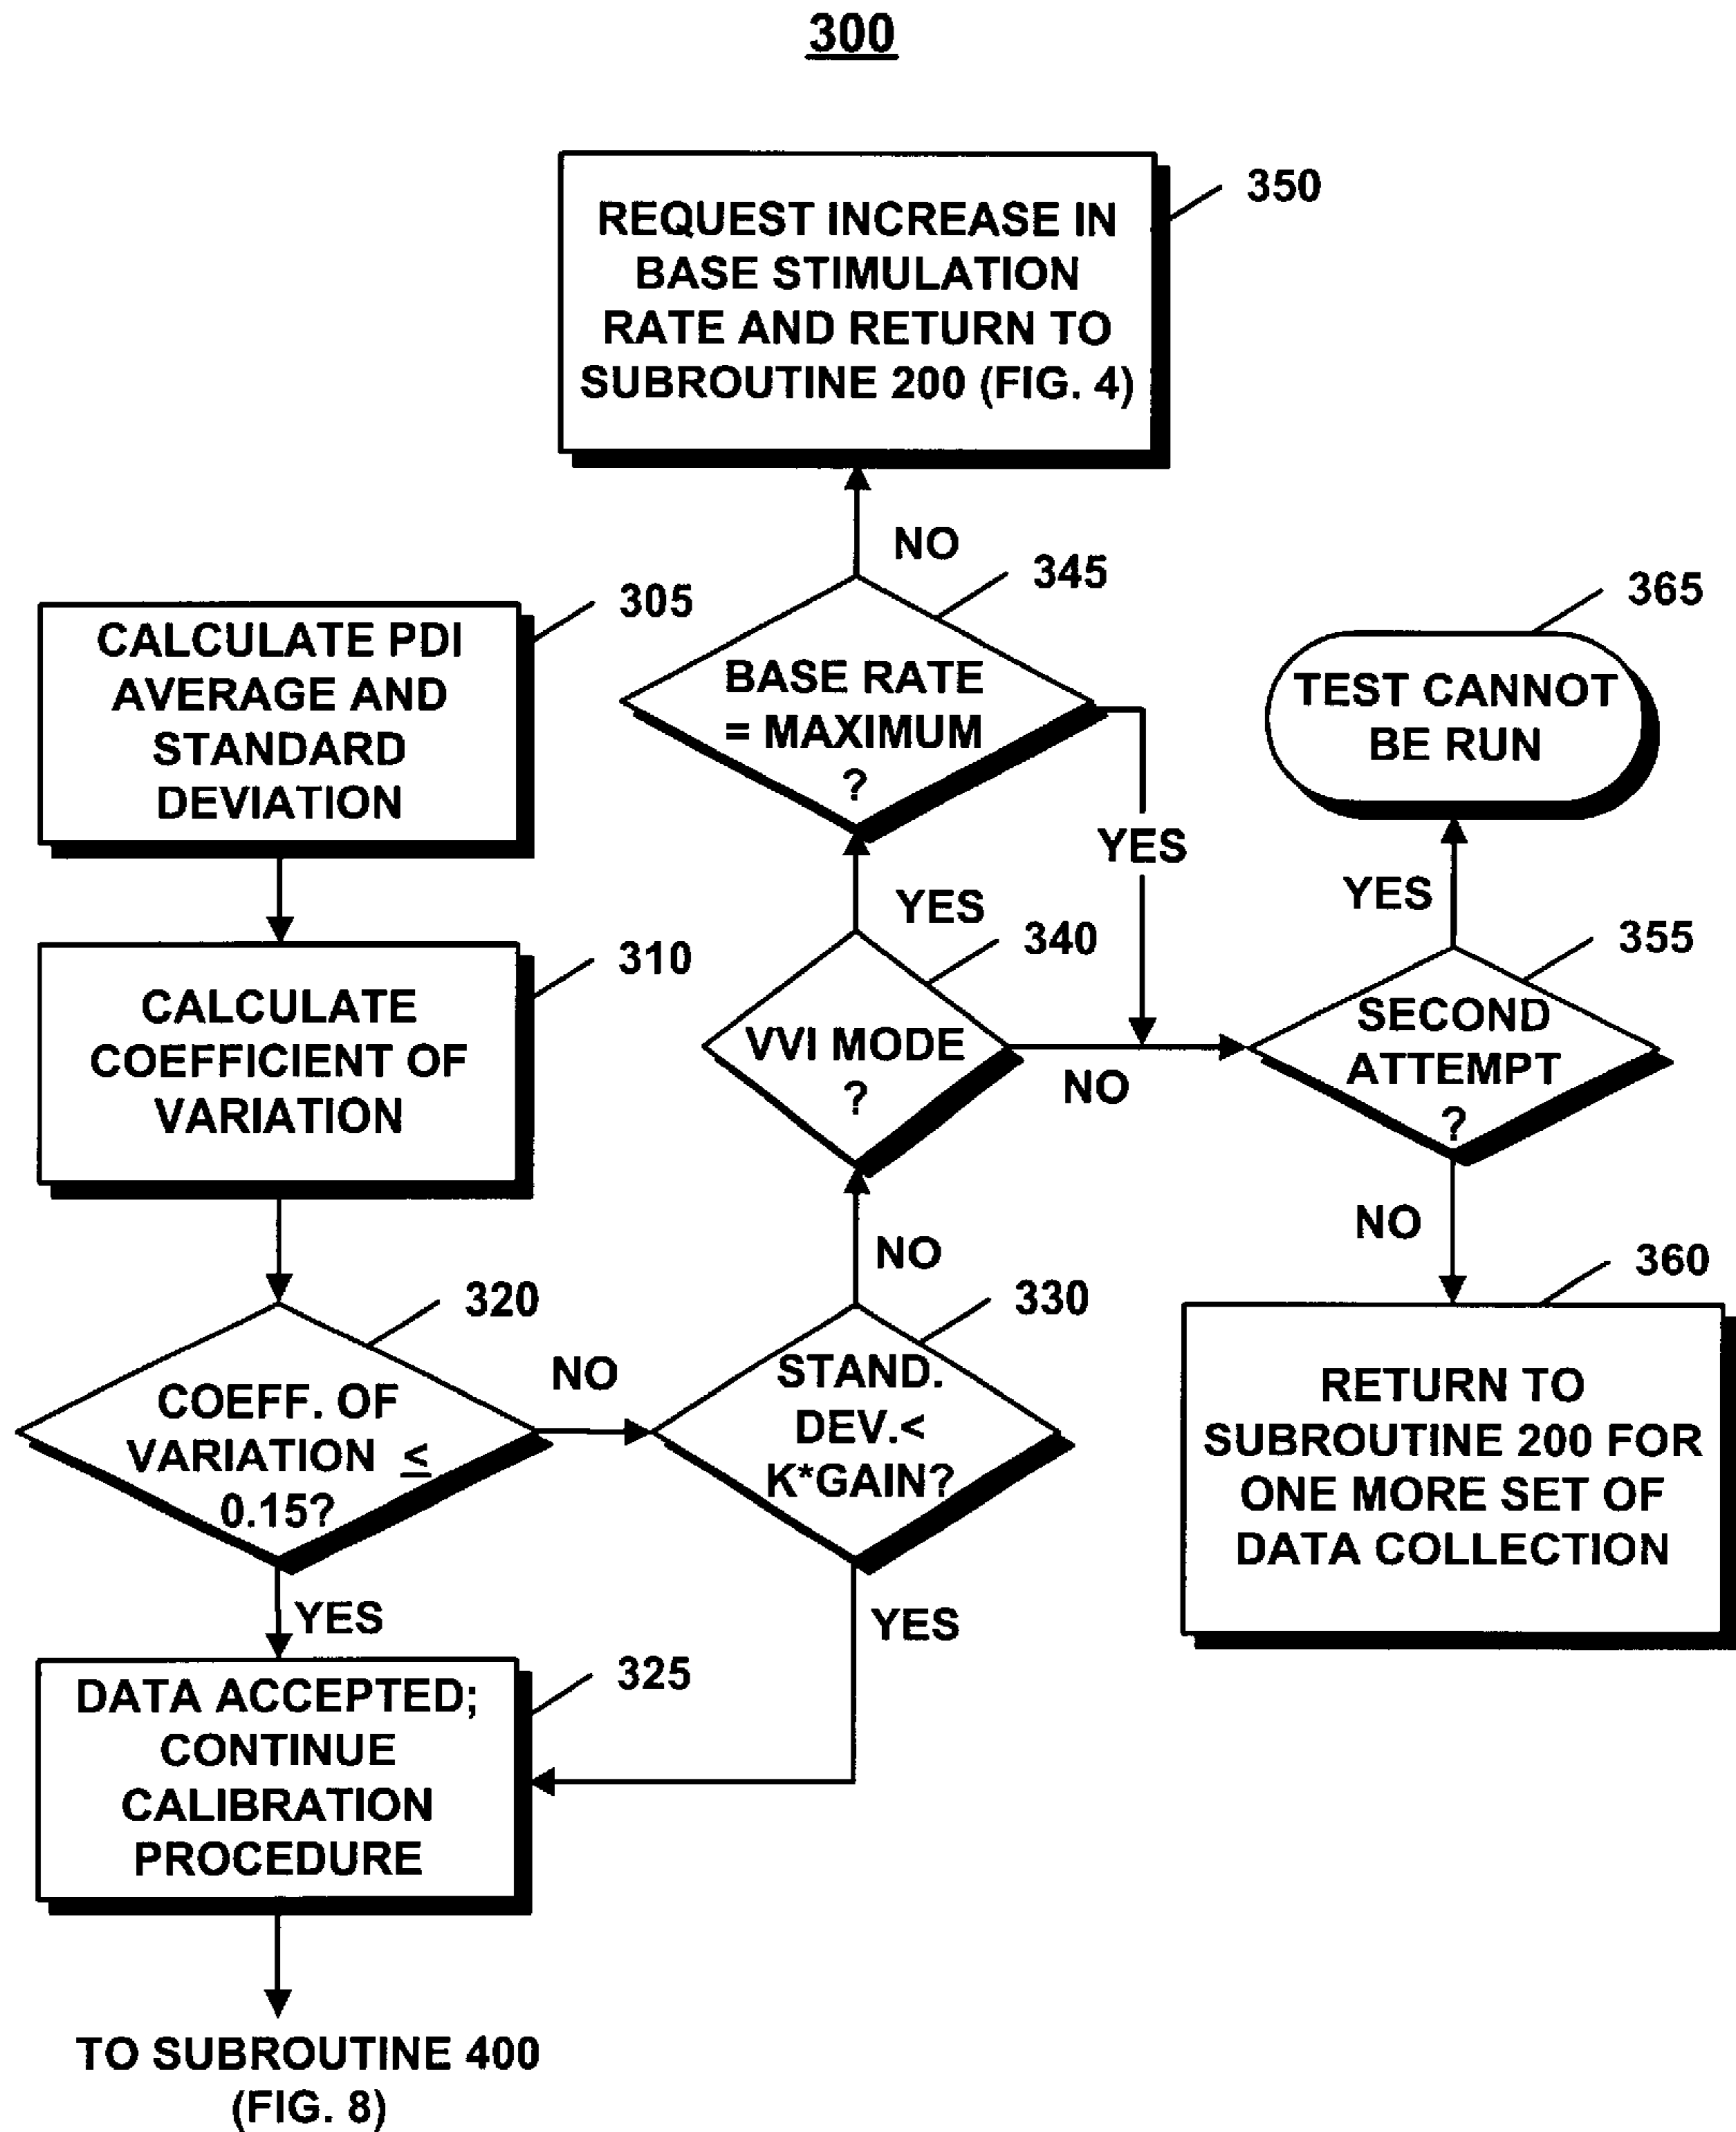 300
REQUEST INCREASE IN
BASE STIMULATION
RATE AND RETURN TO
SUBROUTINE 200 (FIG. 4)
350
NO
345
BASE RATE
= MAXIMUM
?
YES
305
CALCULATE PDI
AVERAGE AND
STANDARD
DEVIATION
365
TEST CANNOT
BE RUN
YES
YES
340
VVI MODE
?
NO
355
SECOND
ATTEMPT
?
NO
310
CALCULATE
COEFFICIENT OF
VARIATION
NO
320
COEFF. OF
VARIATION ≤
0.15?
NO
330
STAND.
DEV.<
K*GAIN?
360
RETURN TO
SUBROUTINE 200 FOR
ONE MORE SET OF
DATA COLLECTION
YES
YES
325
DATA ACCEPTED;
CONTINUE
CALIBRATION
PROCEDURE
TO SUBROUTINE 400
(FIG. 8)